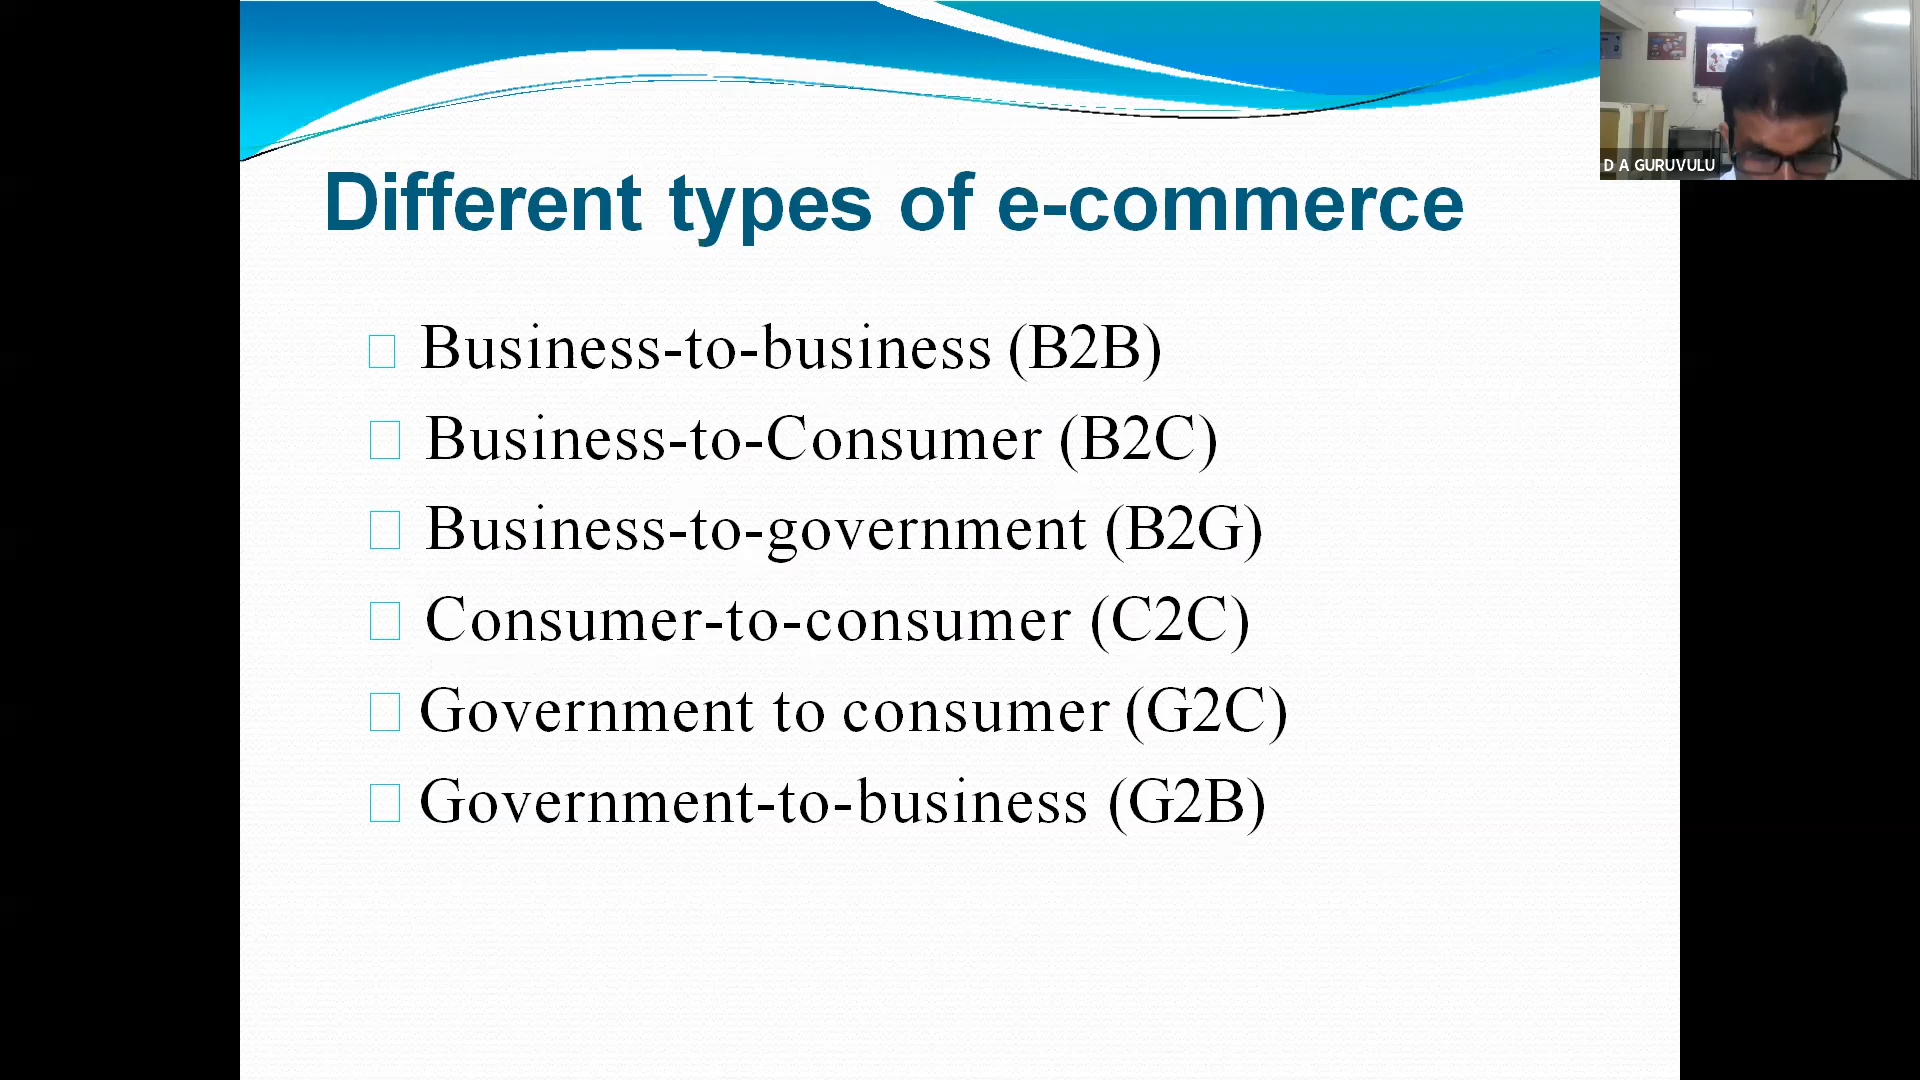 D A GURUVULU
Different types of e-commerce
Business-to-business (B2B)
Business-to-Consumer (B2C)
Business-to-government (B2G)
Consumer-to-consumer (C2C)
Government to consumer (G2C)
Government-to-business (G2B)